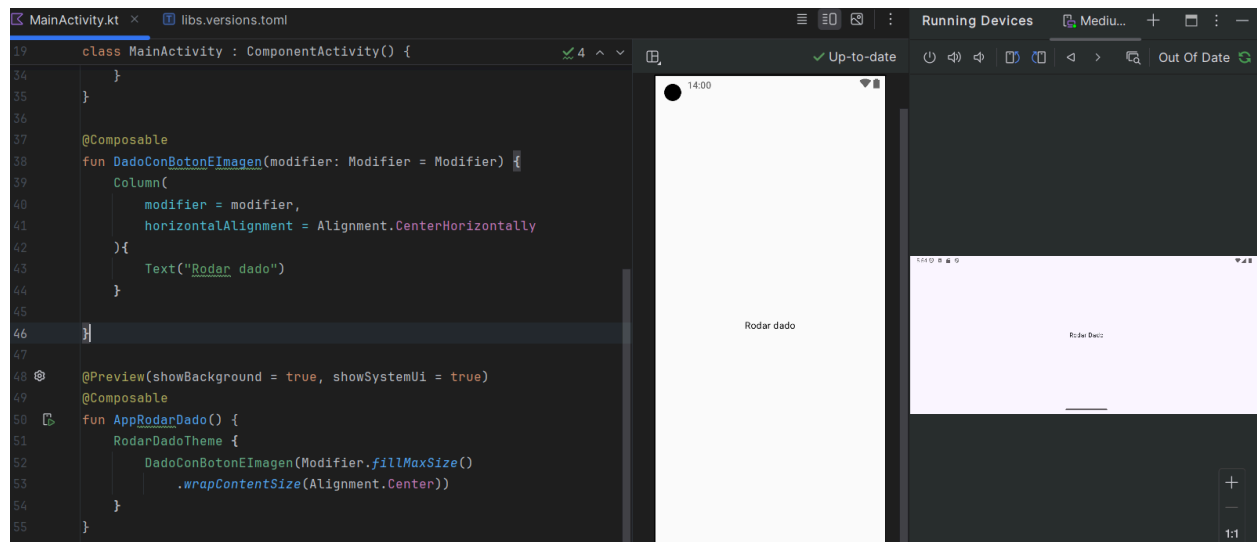 MainActivity.kt × libs.versions.toml
Running Devices Mediu...
19 class MainActivity : ComponentActivity() { 4
Up-to-date
Out Of Date
34 }
35 }
36
37 @Composable
38 fun DadoConBotonEImagen(modifier: Modifier = Modifier) {
39 Column(
40 modifier = modifier,
41 horizontalAlignment = Alignment.CenterHorizontally
42 ){
43 Text("Rodar dado")
44 }
45
46 }
47
48 @Preview(showBackground = true, showSystemUi = true)
49 @Composable
50 fun AppRodarDado() {
51 RodarDadoTheme {
52 DadoConBotonEImagen(Modifier.fillMaxSize()
53 .wrapContentSize(Alignment.Center))
54 }
55 }
14:00
Rodar dado
Rodar Dado
1:1